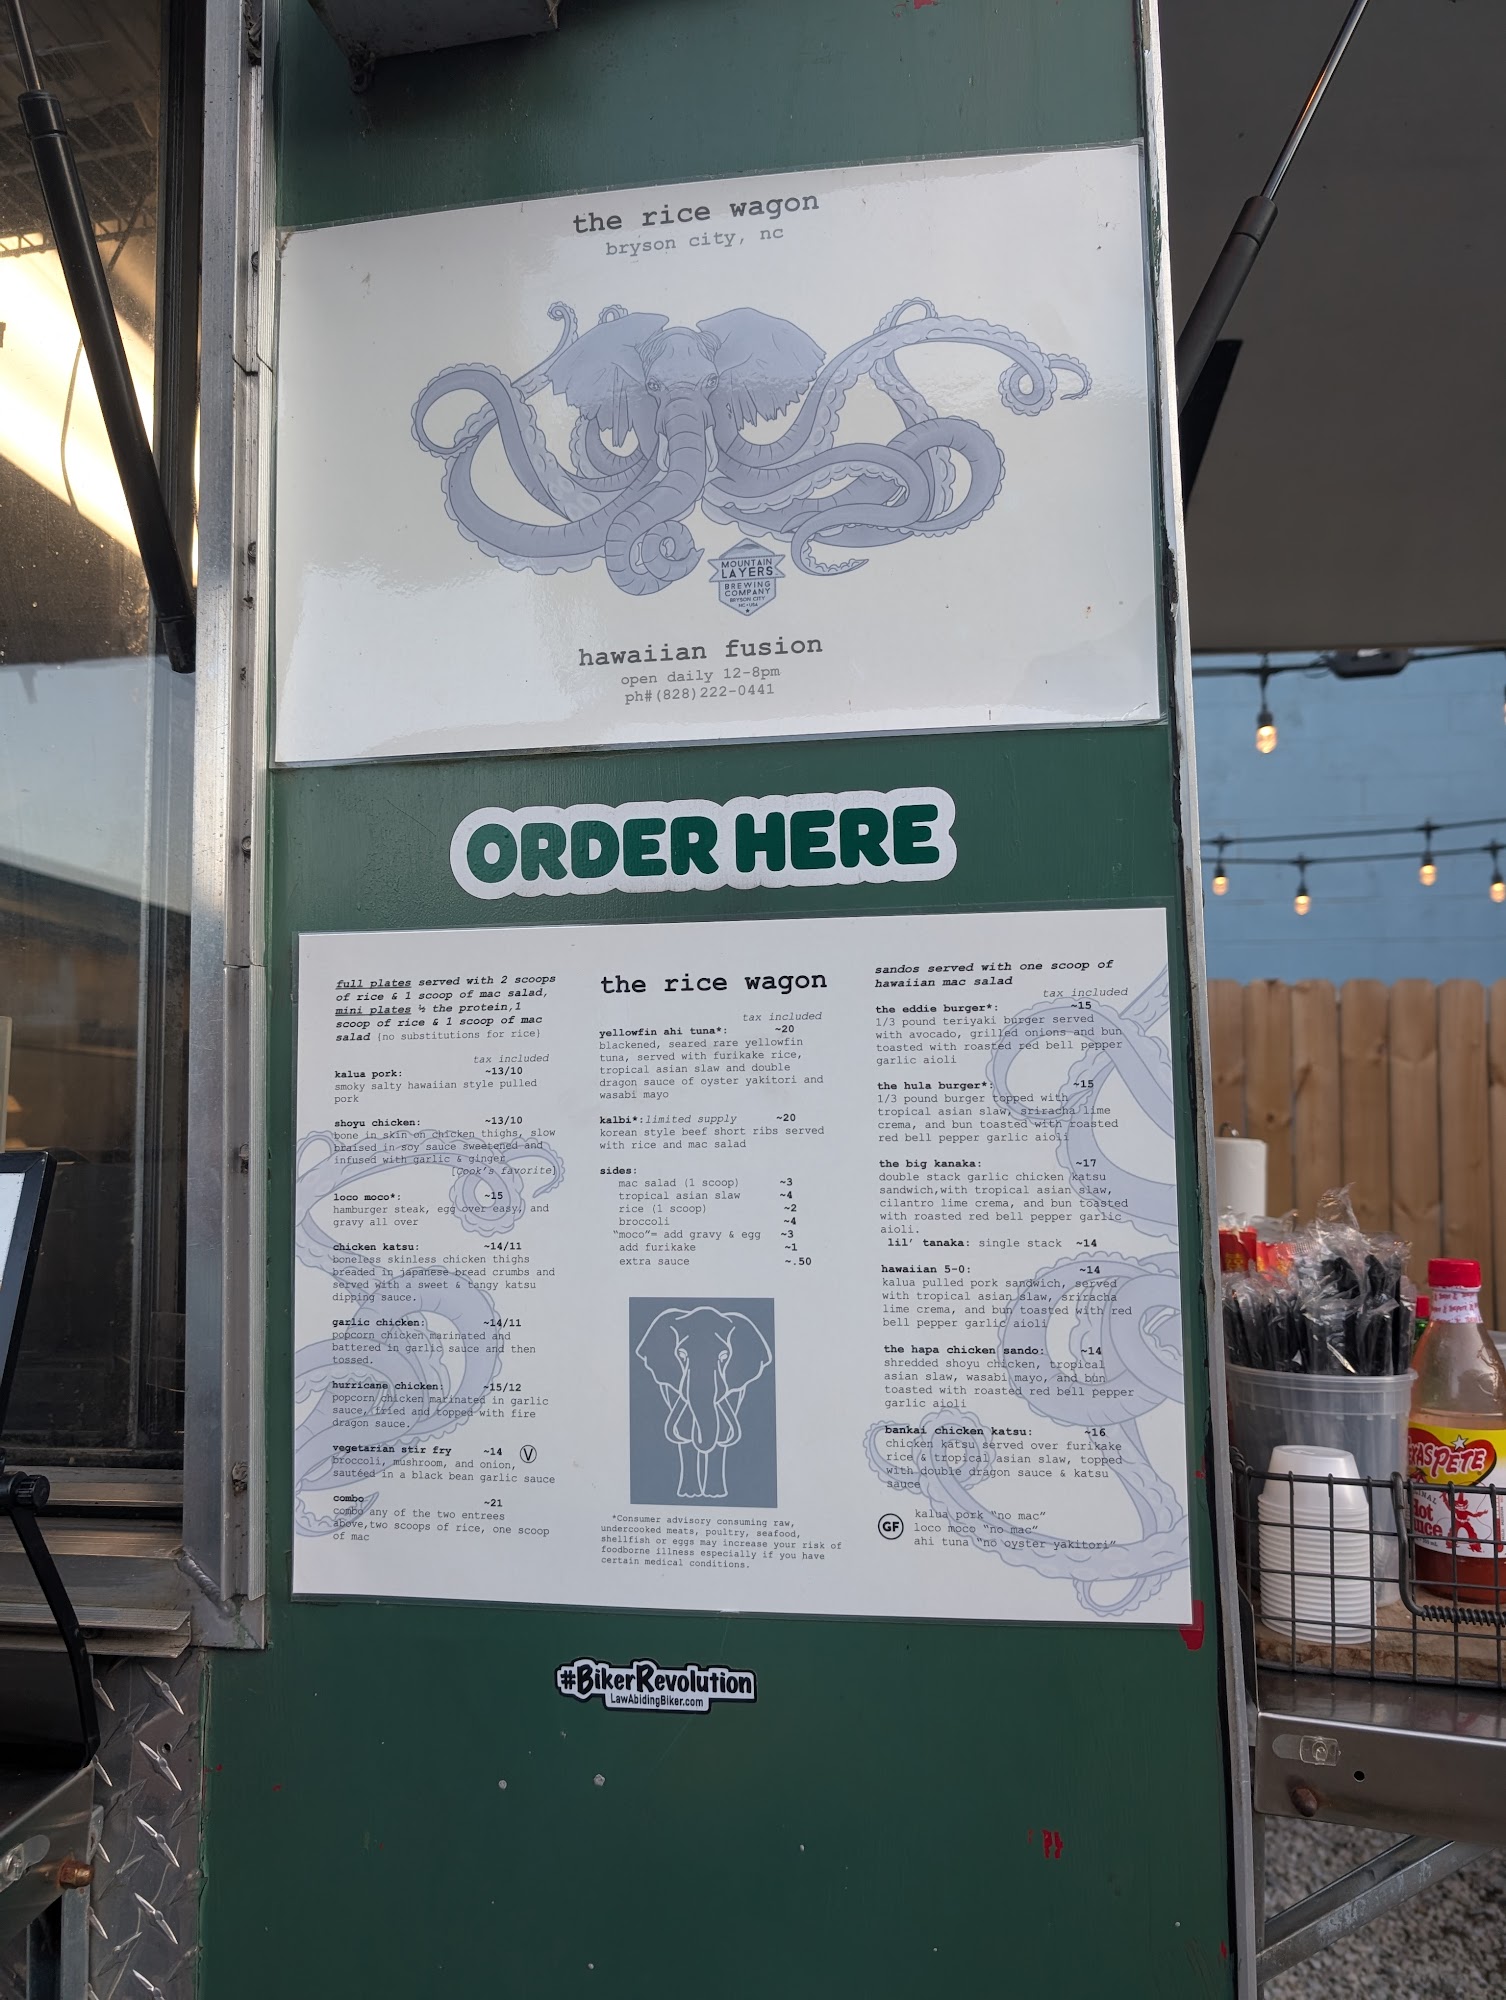 the rice wagon
bryson city, nc
MOUNTAIN
LAYERS
BREWING
COMPANY
BRYSON CITY
NC • USA
hawaiian fusion
open daily 12-8pm
ph#(828)222-0441
ORDER HERE
full plates served with 2 scoops
of rice & 1 scoop of mac salad,
mini plates ½ the protein,1
scoop of rice & 1 scoop of mac
salad (no substitutions for rice)
tax included
kalua pork: ~13/10
smoky salty hawaiian style pulled
pork
shoyu chicken: ~13/10
bone in skin on chicken thighs, slow
braised in soy sauce sweetened and
infused with garlic & ginger
[Cook's favorite]
loco moco*: ~15
hamburger steak, egg over easy, and
gravy all over
chicken katsu: ~14/11
boneless skinless chicken thighs
breaded in japanese bread crumbs and
served with a sweet & tangy katsu
dipping sauce.
garlic chicken: ~14/11
popcorn chicken marinated and
battered in garlic sauce and then
tossed.
hurricane chicken: ~15/12
popcorn chicken marinated in garlic
sauce, fried and topped with fire
dragon sauce.
vegetarian stir fry ~14 V
broccoli, mushroom, and onion,
sautéed in a black bean garlic sauce
combo ~21
combo any of the two entrees
above,two scoops of rice, one scoop
of mac
the rice wagon
tax included
yellowfin ahi tuna*: ~20
blackened, seared rare yellowfin
tuna, served with furikake rice,
tropical asian slaw and double
dragon sauce of oyster yakitori and
wasabi mayo
kalbi*:limited supply ~20
korean style beef short ribs served
with rice and mac salad
sides:
mac salad (1 scoop) ~3
tropical asian slaw ~4
rice (1 scoop) ~2
broccoli ~4
"moco"= add gravy & egg ~3
add furikake ~1
extra sauce ~.50
*Consumer advisory consuming raw,
undercooked meats, poultry, seafood,
shellfish or eggs may increase your risk of
foodborne illness especially if you have
certain medical conditions.
sandos served with one scoop of
hawaiian mac salad
tax included
the eddie burger*: ~15
1/3 pound teriyaki burger served
with avocado, grilled onions and bun
toasted with roasted red bell pepper
garlic aioli
the hula burger*: ~15
1/3 pound burger topped with
tropical asian slaw, sriracha lime
crema, and bun toasted with roasted
red bell pepper garlic aioli
the big kanaka: ~17
double stack garlic chicken katsu
sandwich,with tropical asian slaw,
cilantro lime crema, and bun toasted
with roasted red bell pepper garlic
aioli.
lil' tanaka: single stack ~14
hawaiian 5-0: ~14
kalua pulled pork sandwich, served
with tropical asian slaw, sriracha
lime crema, and bun toasted with red
bell pepper garlic aioli
the hapa chicken sando: ~14
shredded shoyu chicken, tropical
asian slaw, wasabi mayo, and bun
toasted with roasted red bell pepper
garlic aioli
bankai chicken katsu: ~16
chicken katsu served over furikake
rice & tropical asian slaw, topped
with double dragon sauce & katsu
sauce
GF
kalua pork "no mac"
loco moco "no mac"
ahi tuna "no oyster yakitori"
#BikerRevolution
LawAbidingBiker.com